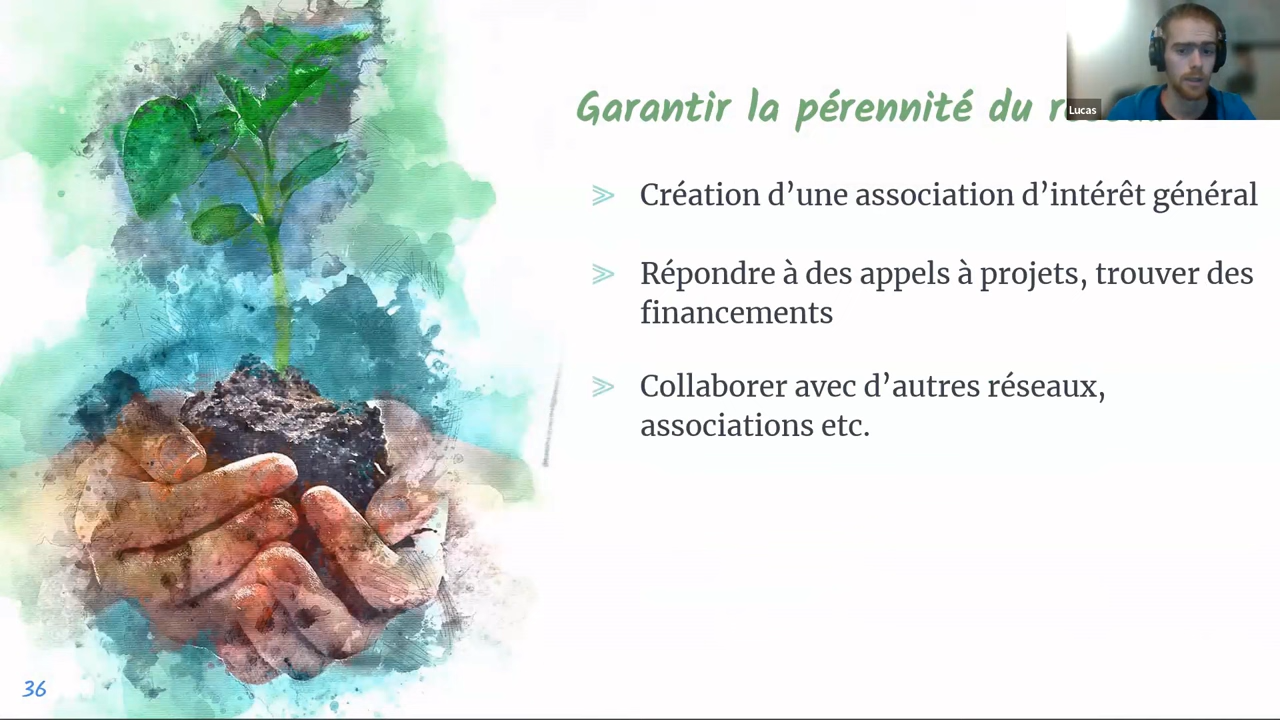 Garantir la pérennité du
Lucas
Création d’une association d’intérêt général
Répondre à des appels à projets, trouver des
financements
Collaborer avec d’autres réseaux,
associations etc.
36